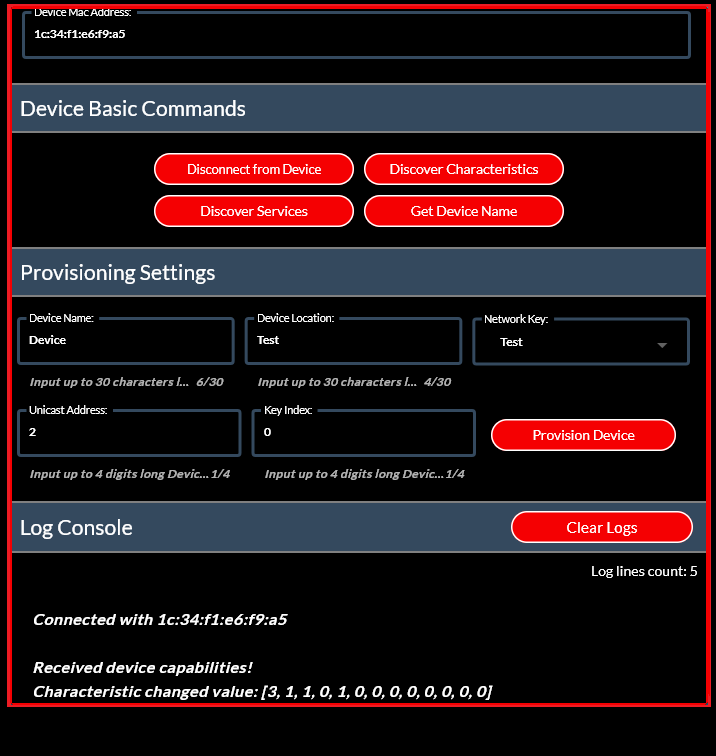 Device Mac Address:
1c:34:f1:e6:f9:a5
Device Basic Commands
Disconnect from Device
Discover Characteristics
Discover Services
Get Device Name
Provisioning Settings
Device Name:
Device
Input up to 30 characters l... 6/30
Device Location:
Test
Input up to 30 characters l... 4/30
Network Key:
Test
Unicast Address:
2
Input up to 4 digits long Devic... 1/4
Key Index:
0
Input up to 4 digits long Devic... 1/4
Provision Device
Log Console
Clear Logs
Log lines count: 5
Connected with 1c:34:f1:e6:f9:a5
Received device capabilities!
Characteristic changed value: [3, 1, 1, 0, 1, 0, 0, 0, 0, 0, 0, 0, 0]